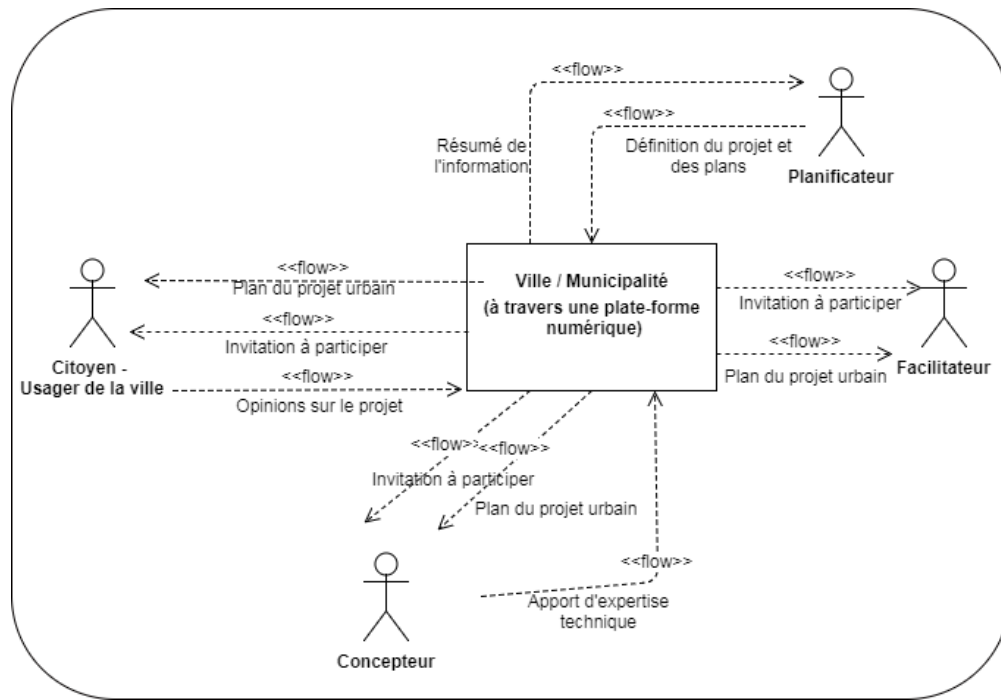 <<flow>>
<<flow>>
Résumé de
l'information
Définition du projet et
des plans
Planificateur
<<flow>>
Plan du projet urbain
<<flow>>
Invitation à participer
Citoyen -
Usager de la ville
<<flow>>
Opinions sur le projet
Ville / Municipalité
(à travers une plate-forme
numérique)
<<flow>>
Invitation à participer
<<flow>>
Plan du projet urbain
Facilitateur
<<flow>>
<<flow>>
Invitation à participer
Plan du projet urbain
<<flow>>
Apport d'expertise
technique
Concepteur